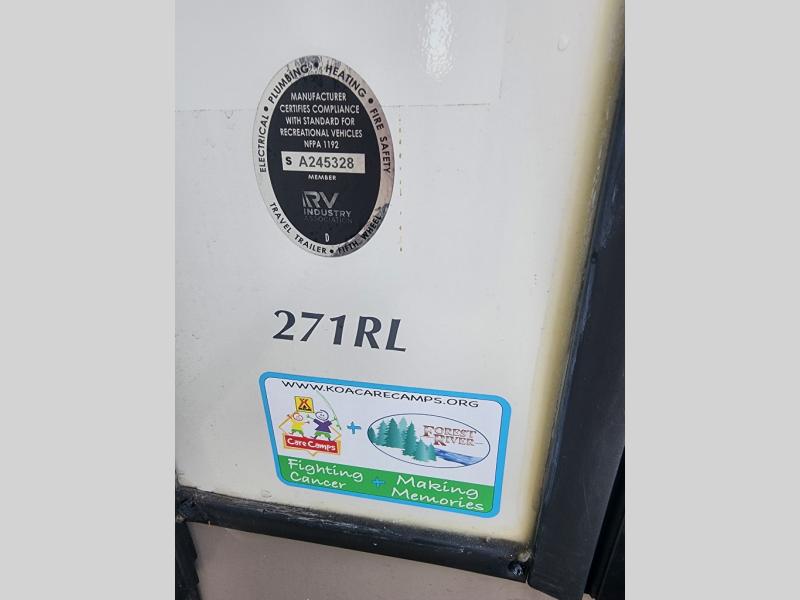 ELECTRICAL • PLUMBING • HEATING • FIRE SAFETY
MANUFACTURER
CERTIFIES COMPLIANCE
WITH STANDARD FOR
RECREATIONAL VEHICLES
NFPA 1192
S A245328
MEMBER
RV
INDUSTRY
ASSOCIATION
D
TRAVEL TRAILER • FIFTH WHEEL
271RL
WWW.KOACARECAMPS.ORG
Care Camps
+
FOREST
RIVER
Fighting
Cancer
+
Making
Memories